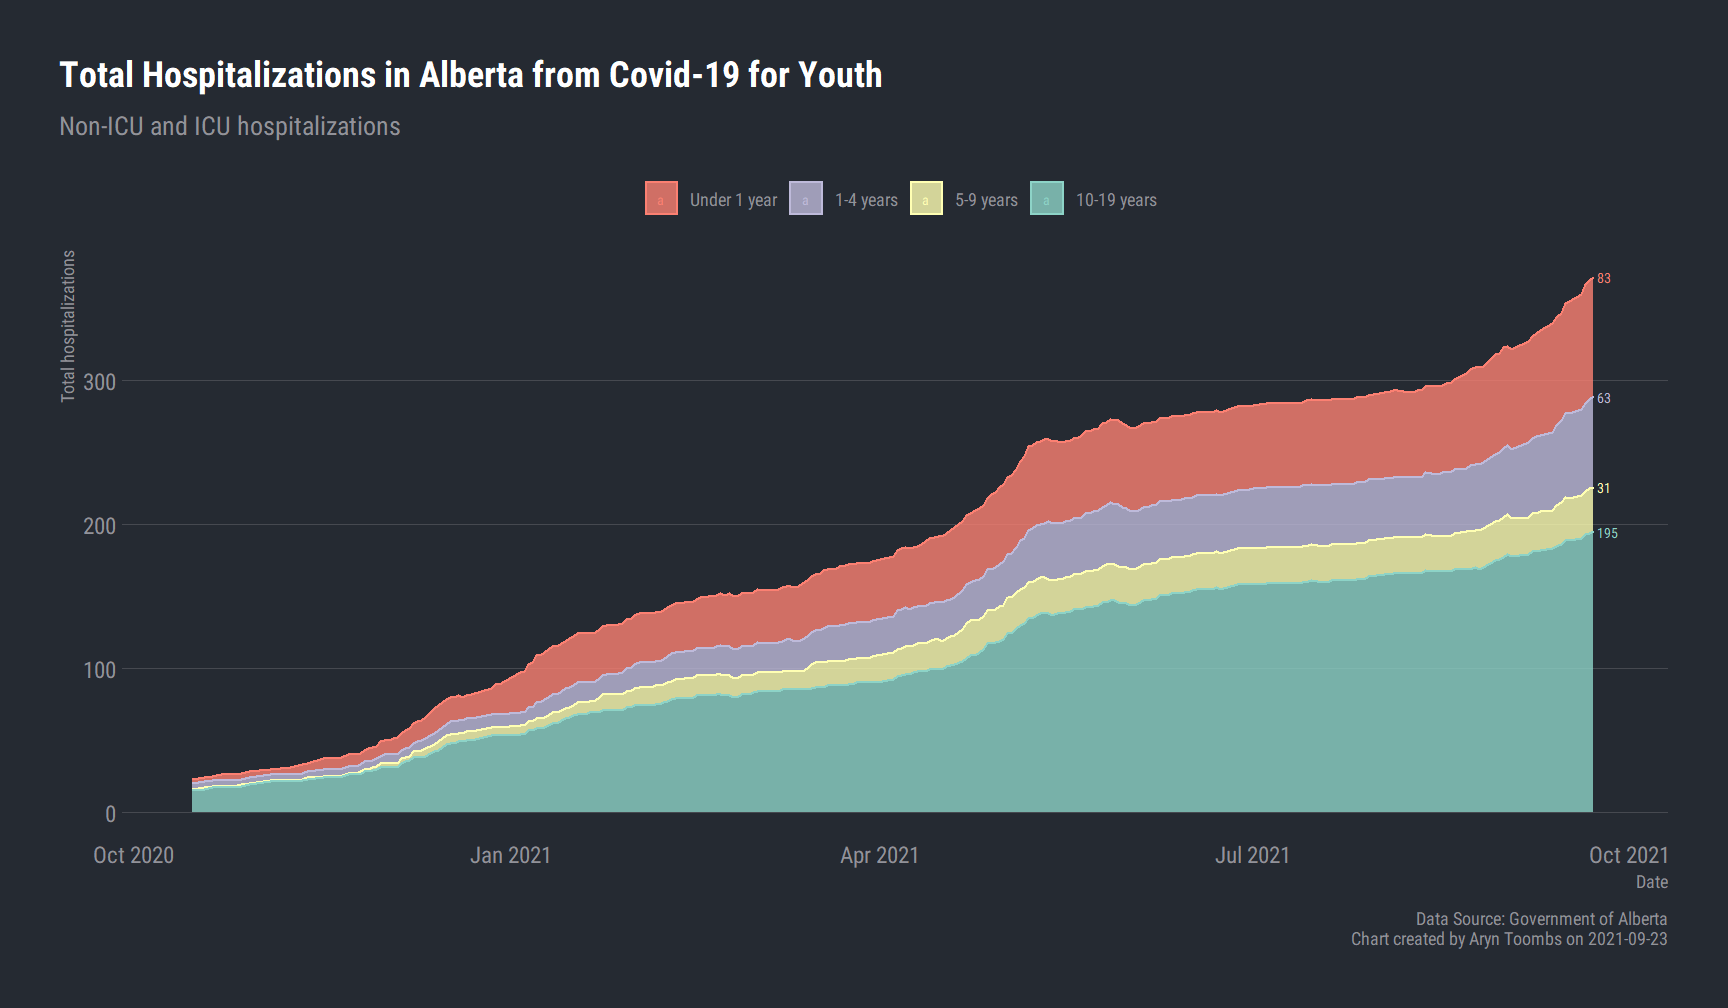 Total Hospitalizations in Alberta from Covid-19 for Youth
Non-ICU and ICU hospitalizations
a Under 1 year a 1-4 years a 5-9 years a 10-19 years
Total hospitalizations
83
300
63
31
200
195
100
0
Oct 2020 Jan 2021 Apr 2021 Jul 2021 Oct 2021
Date
Data Source: Government of Alberta
Chart created by Aryn Toombs on 2021-09-23